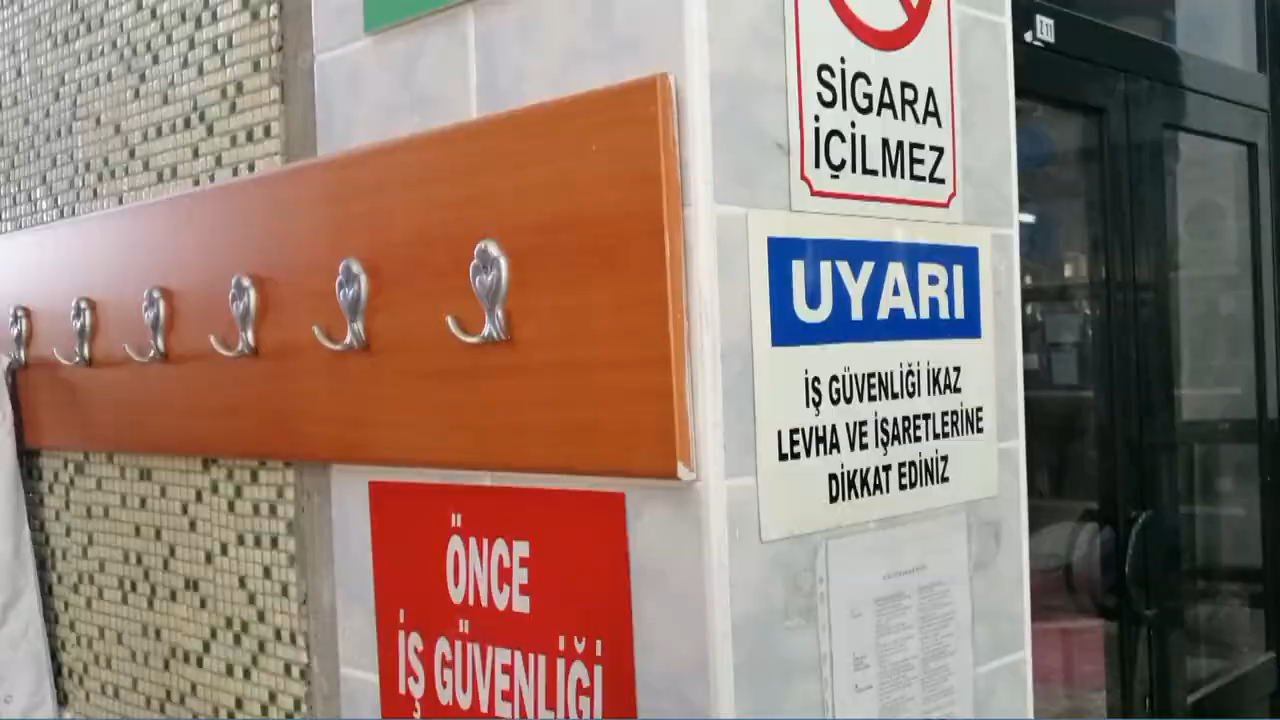 SİGARA
İÇİLMEZ
UYARI
İŞ GÜVENLİĞİ İKAZ
LEVHA VE İŞARETLERİNE
DİKKAT EDİNİZ
ÖNCE
İŞ GÜVENLİĞİ
Z 11